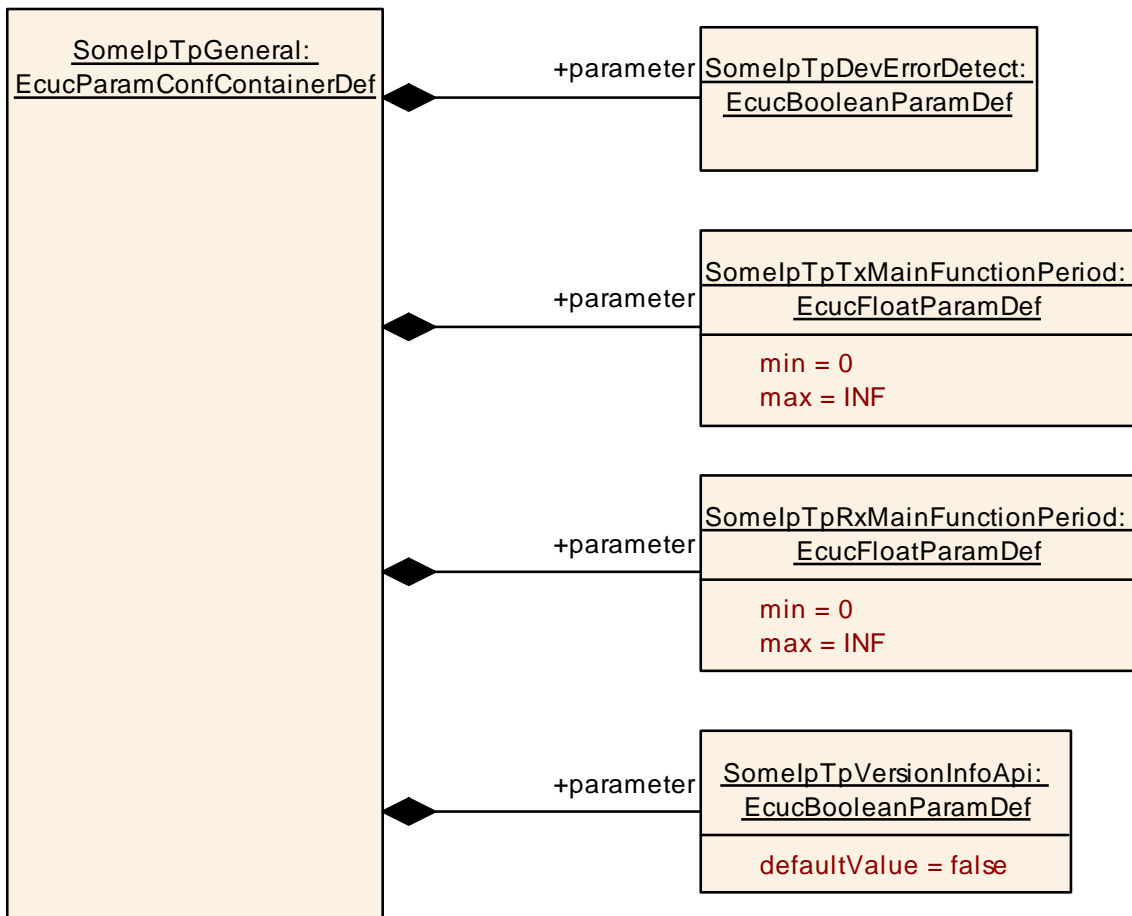 SomeIpTpGeneral:
EcucParamConfContainerDef
+parameter
SomeIpTpDevErrorDetect:
EcucBooleanParamDef
+parameter
SomeIpTpTxMainFunctionPeriod:
EcucFloatParamDef
min = 0
max = INF
+parameter
SomeIpTpRxMainFunctionPeriod:
EcucFloatParamDef
min = 0
max = INF
+parameter
SomeIpTpVersionInfoApi:
EcucBooleanParamDef
defaultValue = false